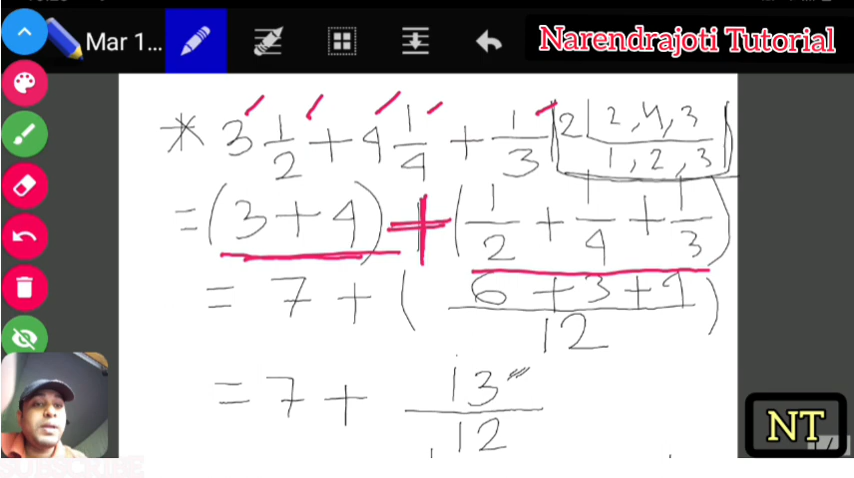 Mar 1...
Narendrajoti Tutorial
* 3 1/2 + 4 1/4 + 1/3 | 2 | 2, 4, 3
1, 2, 3
= (3 + 4) + (1/2 + 1/4 + 1/3)
= 7 + ( 6 + 3 + 4 / 12 )
= 7 + 13/12
NT
SUBSCRIBE